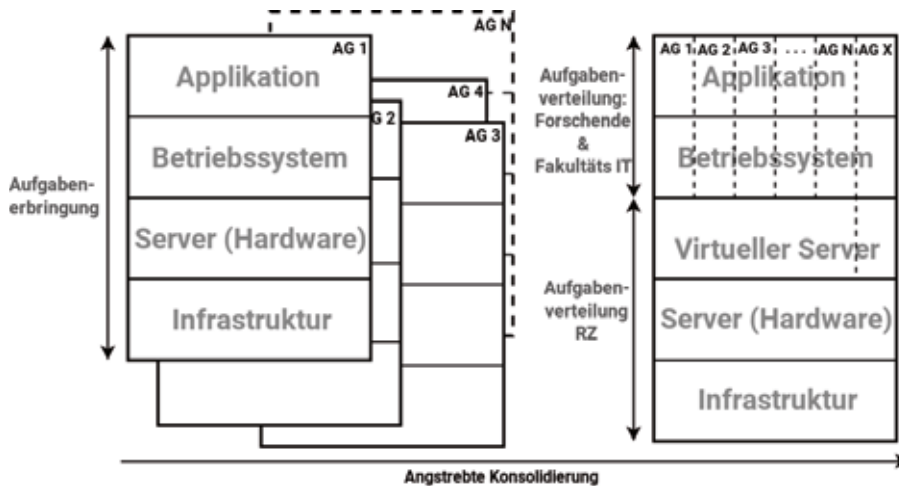 AG N
AG 1
Applikation
Betriebssystem
Server (Hardware)
Infrastruktur
Aufgaben-
erbringung
AG 4
G 2
AG 3
AG 1 AG 2 AG 3 . . . AG N AG X
Applikation
Betriebssystem
Virtueller Server
Server (Hardware)
Infrastruktur
Aufgaben-
verteilung:
Forschende
&
Fakultäts IT
Aufgaben-
verteilung
RZ
Angstrebte Konsolidierung